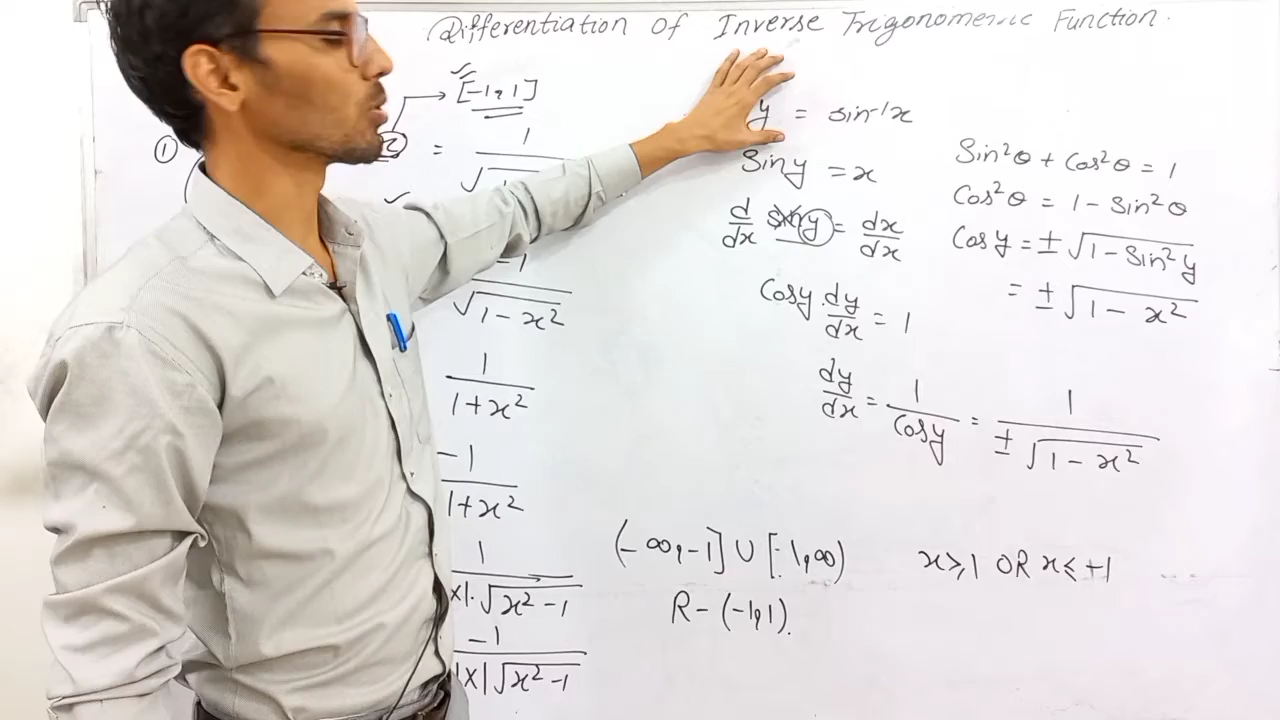 Differentiation of Inverse Trigonometric Function.
[-1,1]
① = 1/√1
-1/√1-x²
1/1+x²
-1/1+x²
1/|x|.√x²-1
-1/|x|√x²-1
y = sin-1x
Siny = x
d/dx siny = dx/dx
Cosy.dy/dx = 1
dy/dx = 1/Cosy = 1/±√1-x²
Sin²θ + Cos²θ = 1
Cos²θ = 1 - Sin²θ
Cosy = ±√1-Sin²y
= ±√1-x²
(-∞,-1] ∪ [-1,∞)
R-(-1,1).
x≥1 OR x≤+1